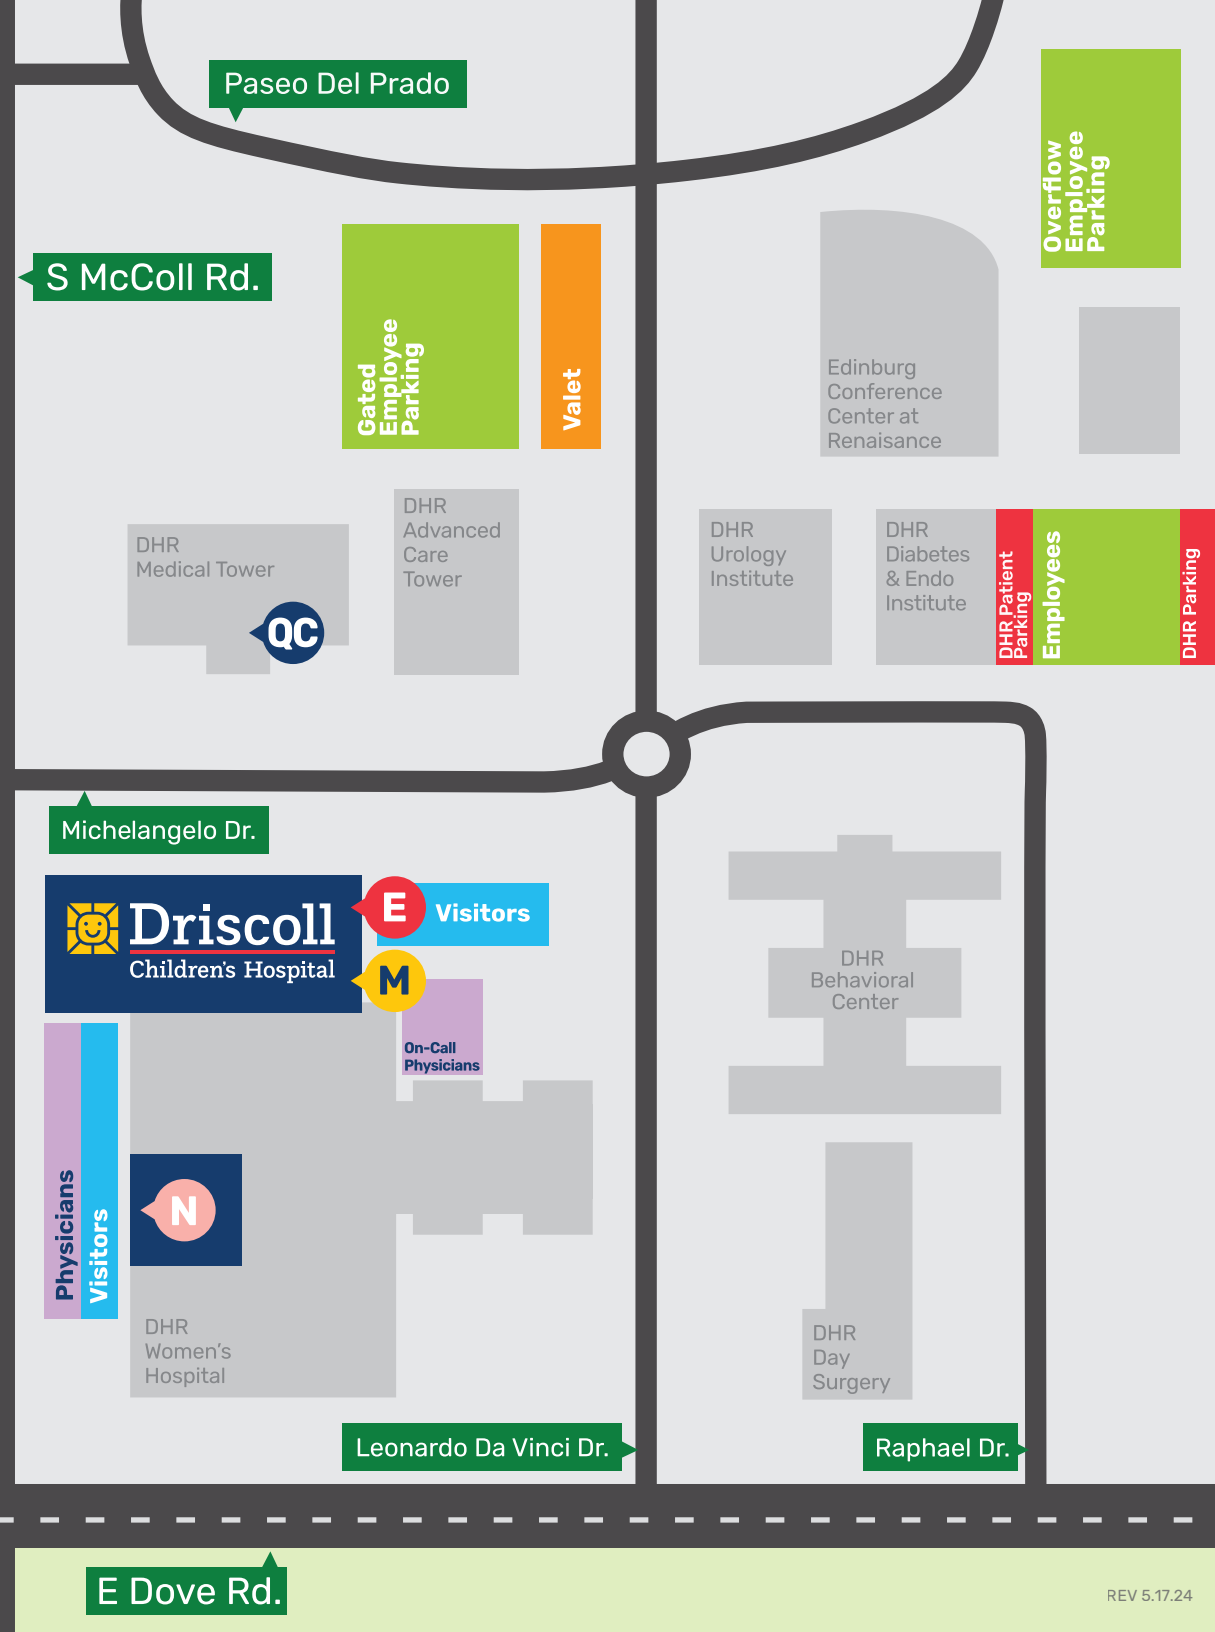 Paseo Del Prado
Overflow
Employee
Parking
S McColl Rd.
Gated
Employee
Parking
Valet
Edinburg
Conference
Center at
Renaisance
DHR
Medical Tower
QC
DHR
Advanced
Care
Tower
DHR
Urology
Institute
DHR
Diabetes
& Endo
Institute
DHR Patient
Parking
Employees
DHR Parking
Michelangelo Dr.
Driscoll
Children's Hospital
E
Visitors
M
On-Call
Physicians
DHR
Behavioral
Center
Physicians
Visitors
N
DHR
Women's
Hospital
DHR
Day
Surgery
Leonardo Da Vinci Dr.
Raphael Dr.
E Dove Rd.
REV 5.17.24